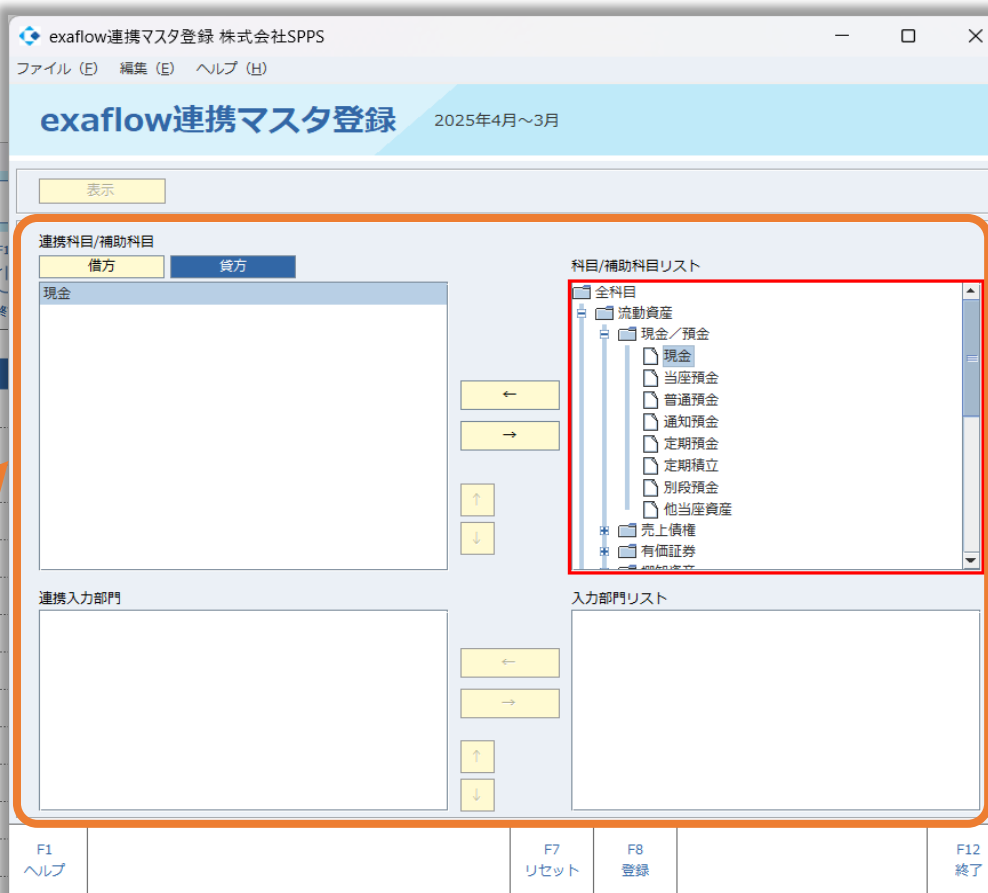 exaflow連携マスタ登録 株式会社SPPS
ファイル (F) 編集 (E) ヘルプ (H)
exaflow連携マスタ登録 2025年4月～3月
表示
連携科目/補助科目
借方 貸方
現金
科目/補助科目リスト
全科目
流動資産
現金／預金
現金
当座預金
普通預金
通知預金
定期預金
定期積立
別段預金
他当座資産
売上債権
有価証券
←
→
↑
↓
連携入力部門
入力部門リスト
←
→
↑
↓
F1
ヘルプ
F7
リセット
F8
登録
F12
終了